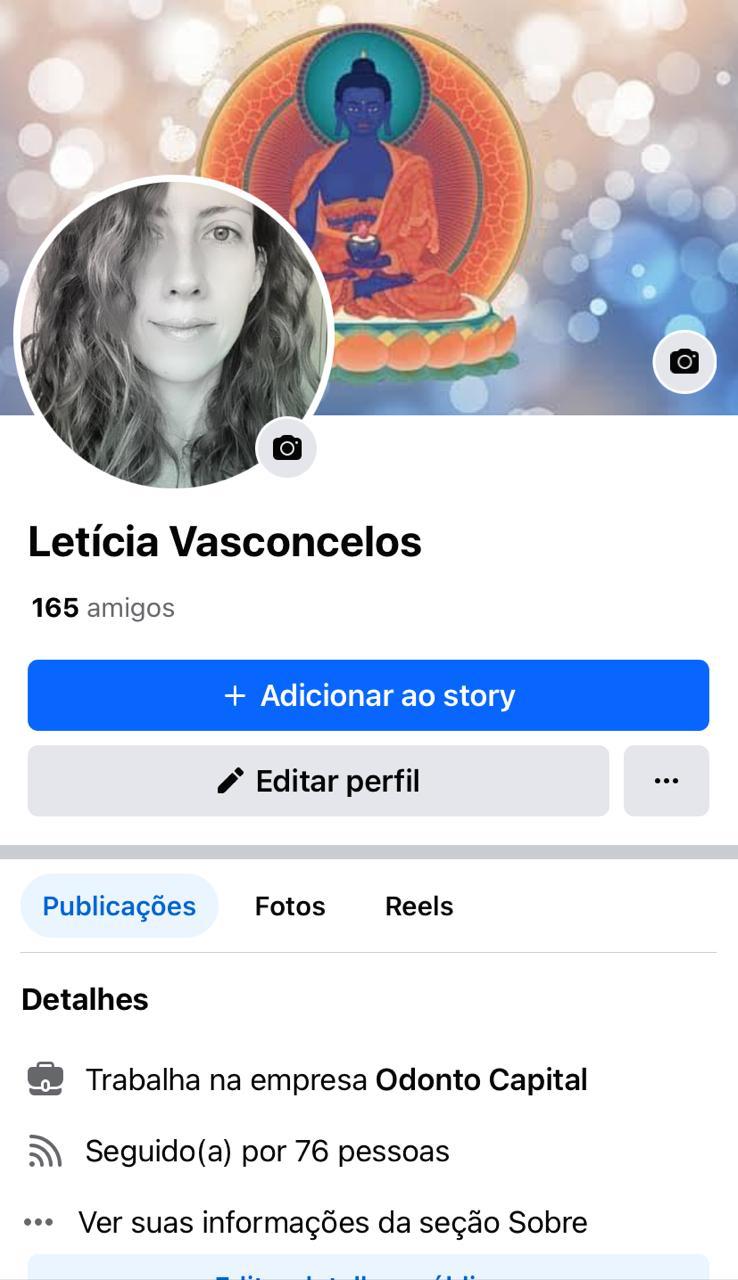 Letícia Vasconcelos
165 amigos
+ Adicionar ao story
Editar perfil
Publicações Fotos Reels
Detalhes
Trabalha na empresa Odonto Capital
Seguido(a) por 76 pessoas
Ver suas informações da seção Sobre